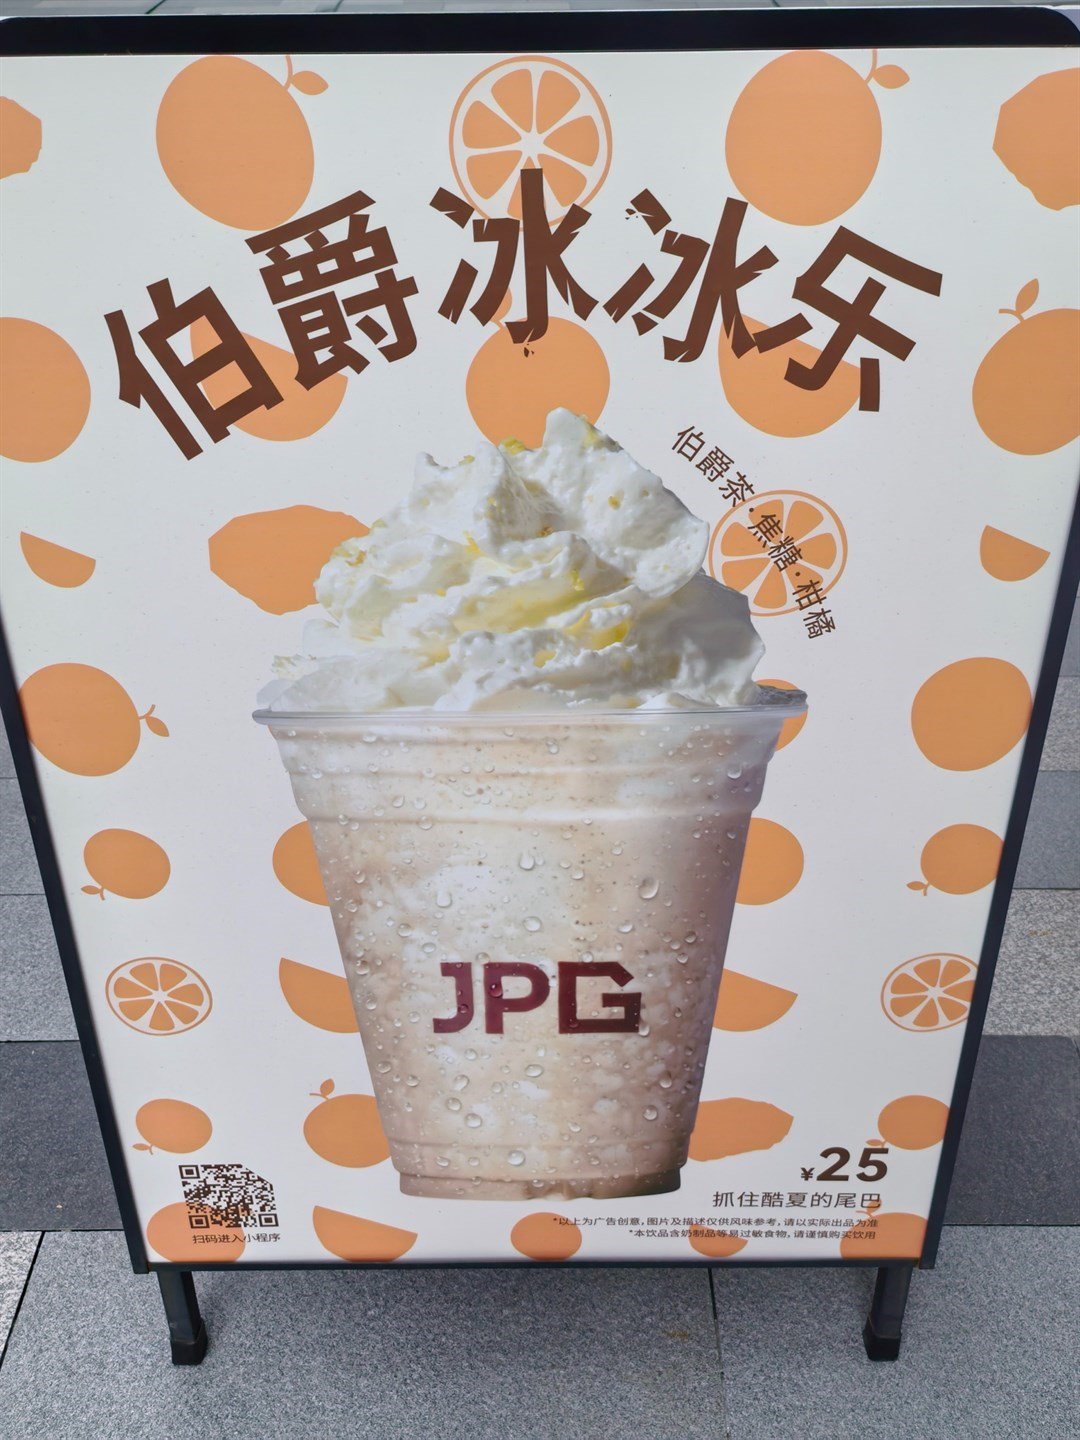 伯爵冰冰乐
伯爵茶·焦糖·柑橘
JPG
¥25
抓住酷夏的尾巴
*以上为广告创意，图片及描述仅供风味参考，请以实际出品为准
*本饮品含奶制品等易过敏食物，请谨慎购买饮用
扫码进入小程序